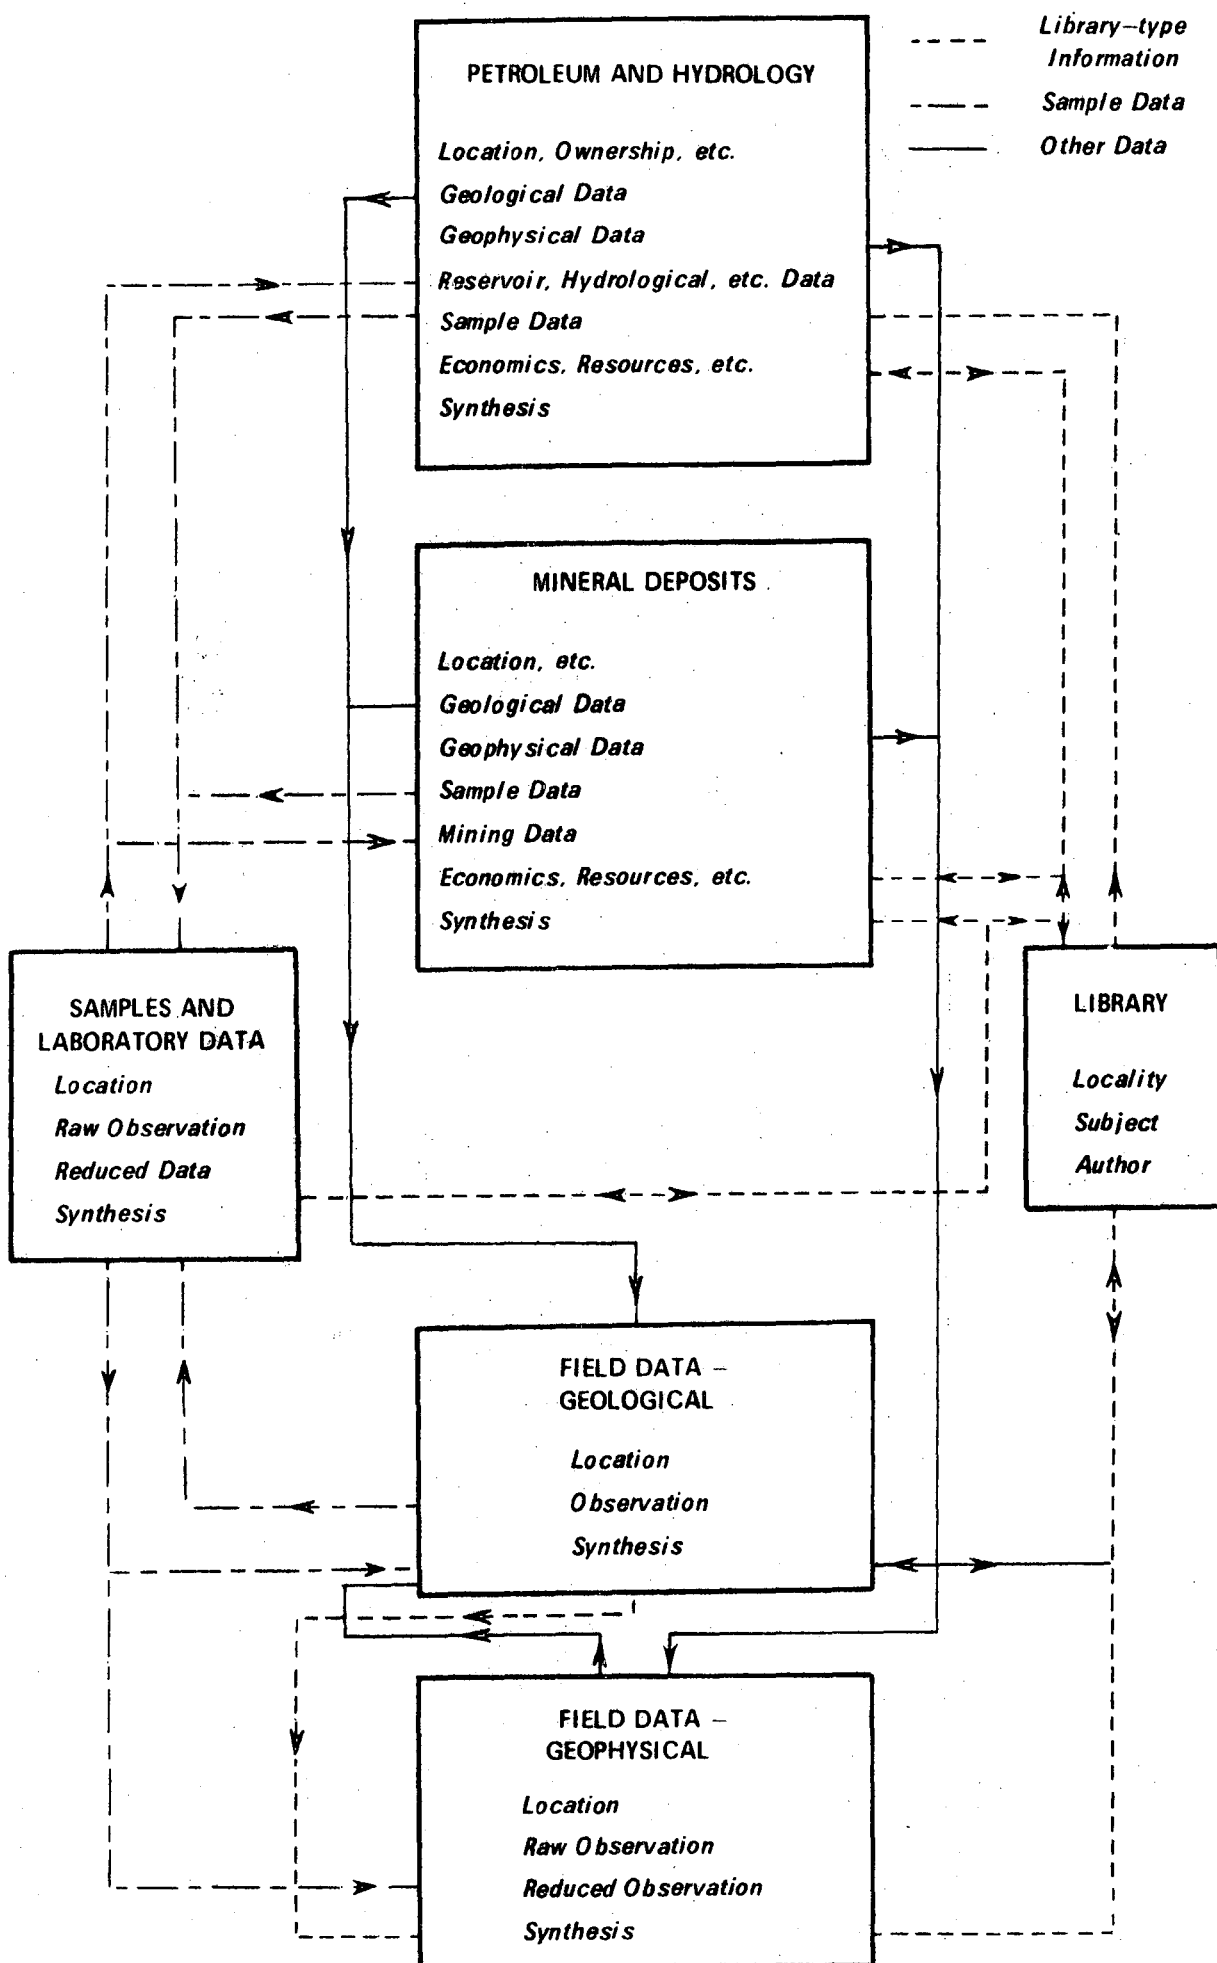 Library-type
Information
Sample Data
Other Data
PETROLEUM AND HYDROLOGY
Location, Ownership, etc.
Geological Data
Geophysical Data
Reservoir, Hydrological, etc. Data
Sample Data
Economics, Resources, etc.
Synthesis
MINERAL DEPOSITS
Location, etc.
Geological Data
Geophysical Data
Sample Data
Mining Data
Economics, Resources, etc.
Synthesis
SAMPLES AND
LABORATORY DATA
Location
Raw Observation
Reduced Data
Synthesis
LIBRARY
Locality
Subject
Author
FIELD DATA –
GEOLOGICAL
Location
Observation
Synthesis
FIELD DATA –
GEOPHYSICAL
Location
Raw Observation
Reduced Observation
Synthesis